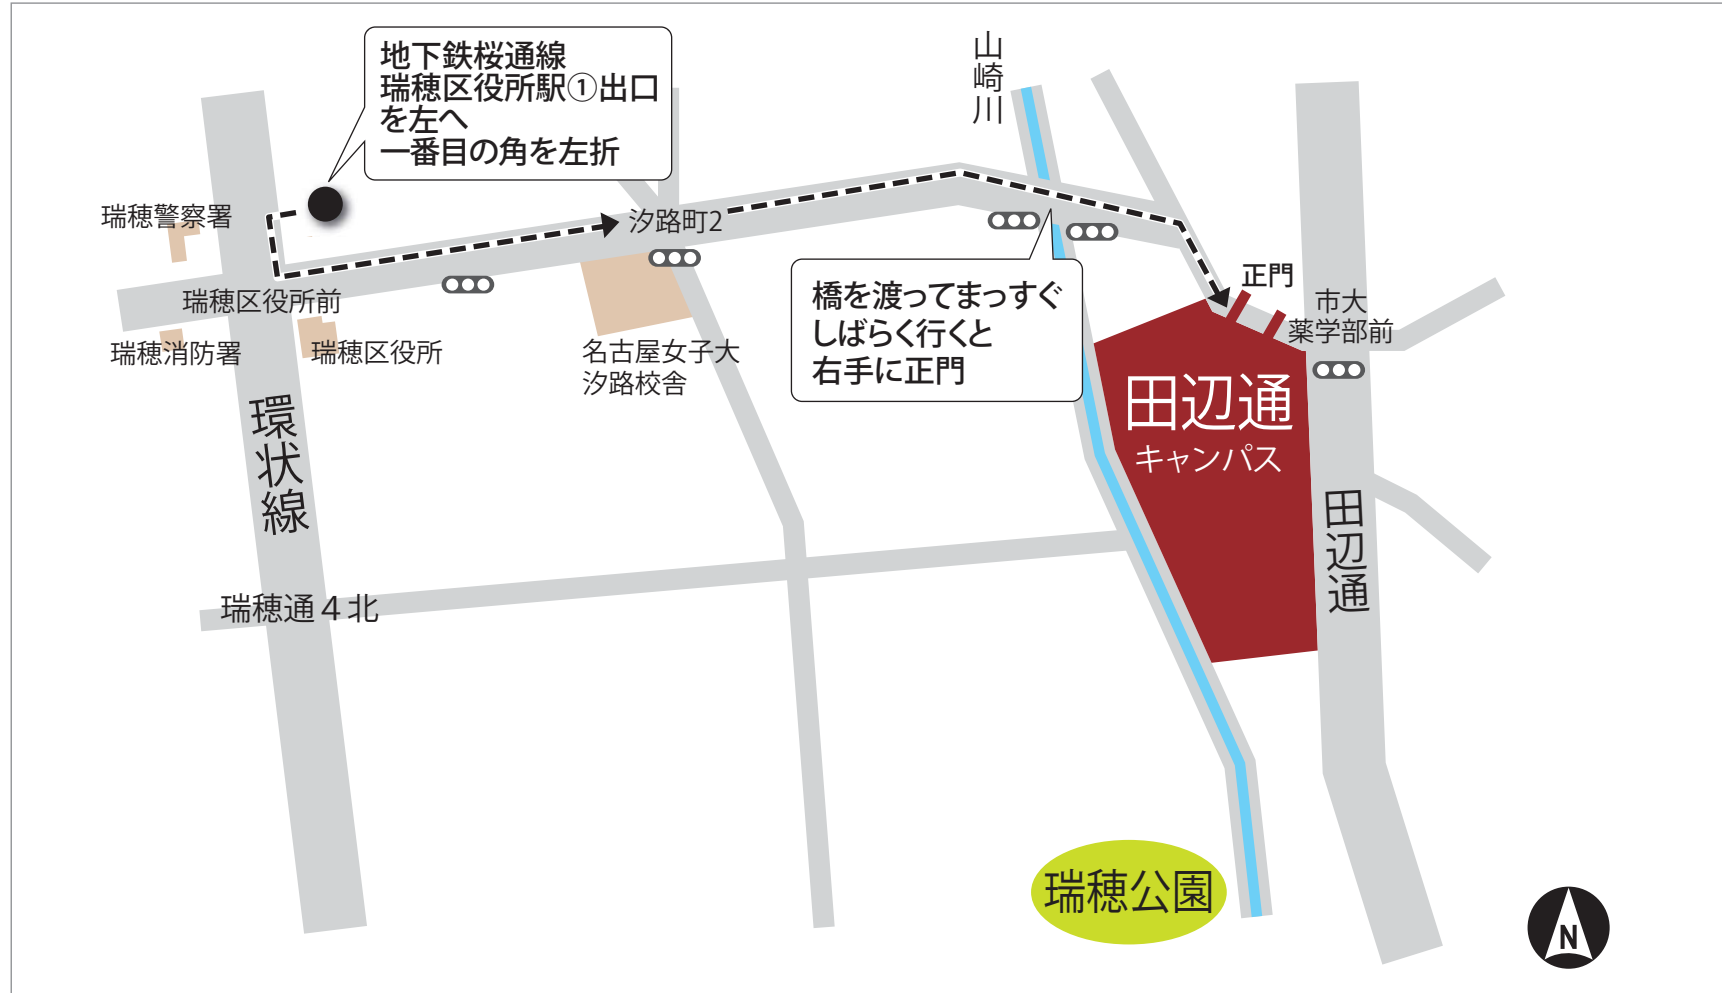 地下鉄桜通線
瑞穂区役所駅①出口
を左へ
一番目の角を左折
山崎川
瑞穂警察署
汐路町2
瑞穂区役所前
瑞穂消防署
瑞穂区役所
名古屋女子大
汐路校舎
橋を渡ってまっすぐ
しばらく行くと
右手に正門
正門
市大
薬学部前
田辺通
キャンパス
環状線
田辺通
瑞穂通４北
瑞穂公園
N